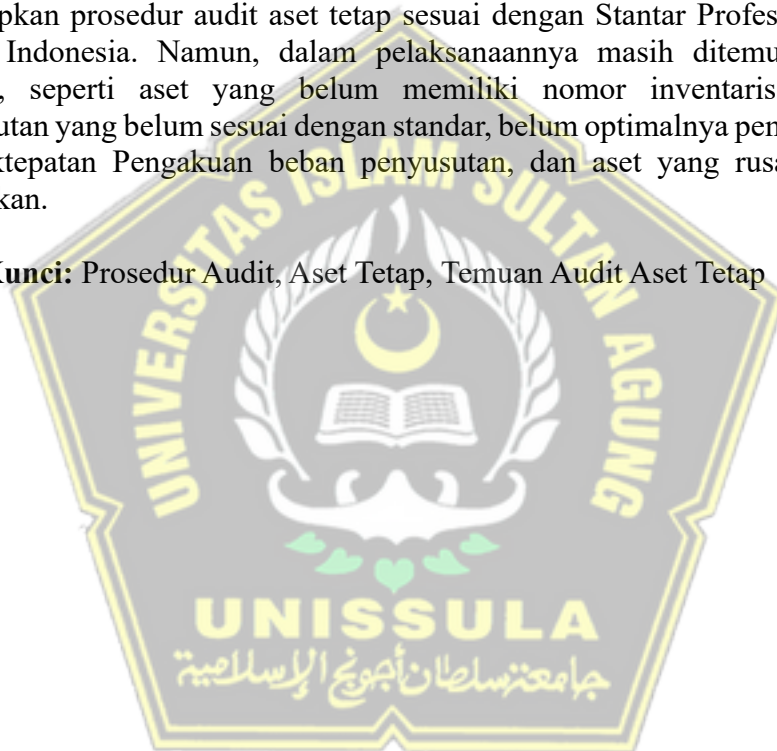 pkan prosedur audit aset tetap sesuai dengan Stantar Profes
Indonesia. Namun, dalam pelaksanaannya masih ditemu
, seperti aset yang belum memiliki nomor inventaris
utan yang belum sesuai dengan standar, belum optimalnya pen
ktepatan Pengakuan beban penyusutan, dan aset yang rusa
kan.
Kunci: Prosedur Audit, Aset Tetap, Temuan Audit Aset Tetap
UNIVERSITAS ISLAM SULTAN AGUNG
UNISSULA
جامعترسلطان أجونج الإسلامية